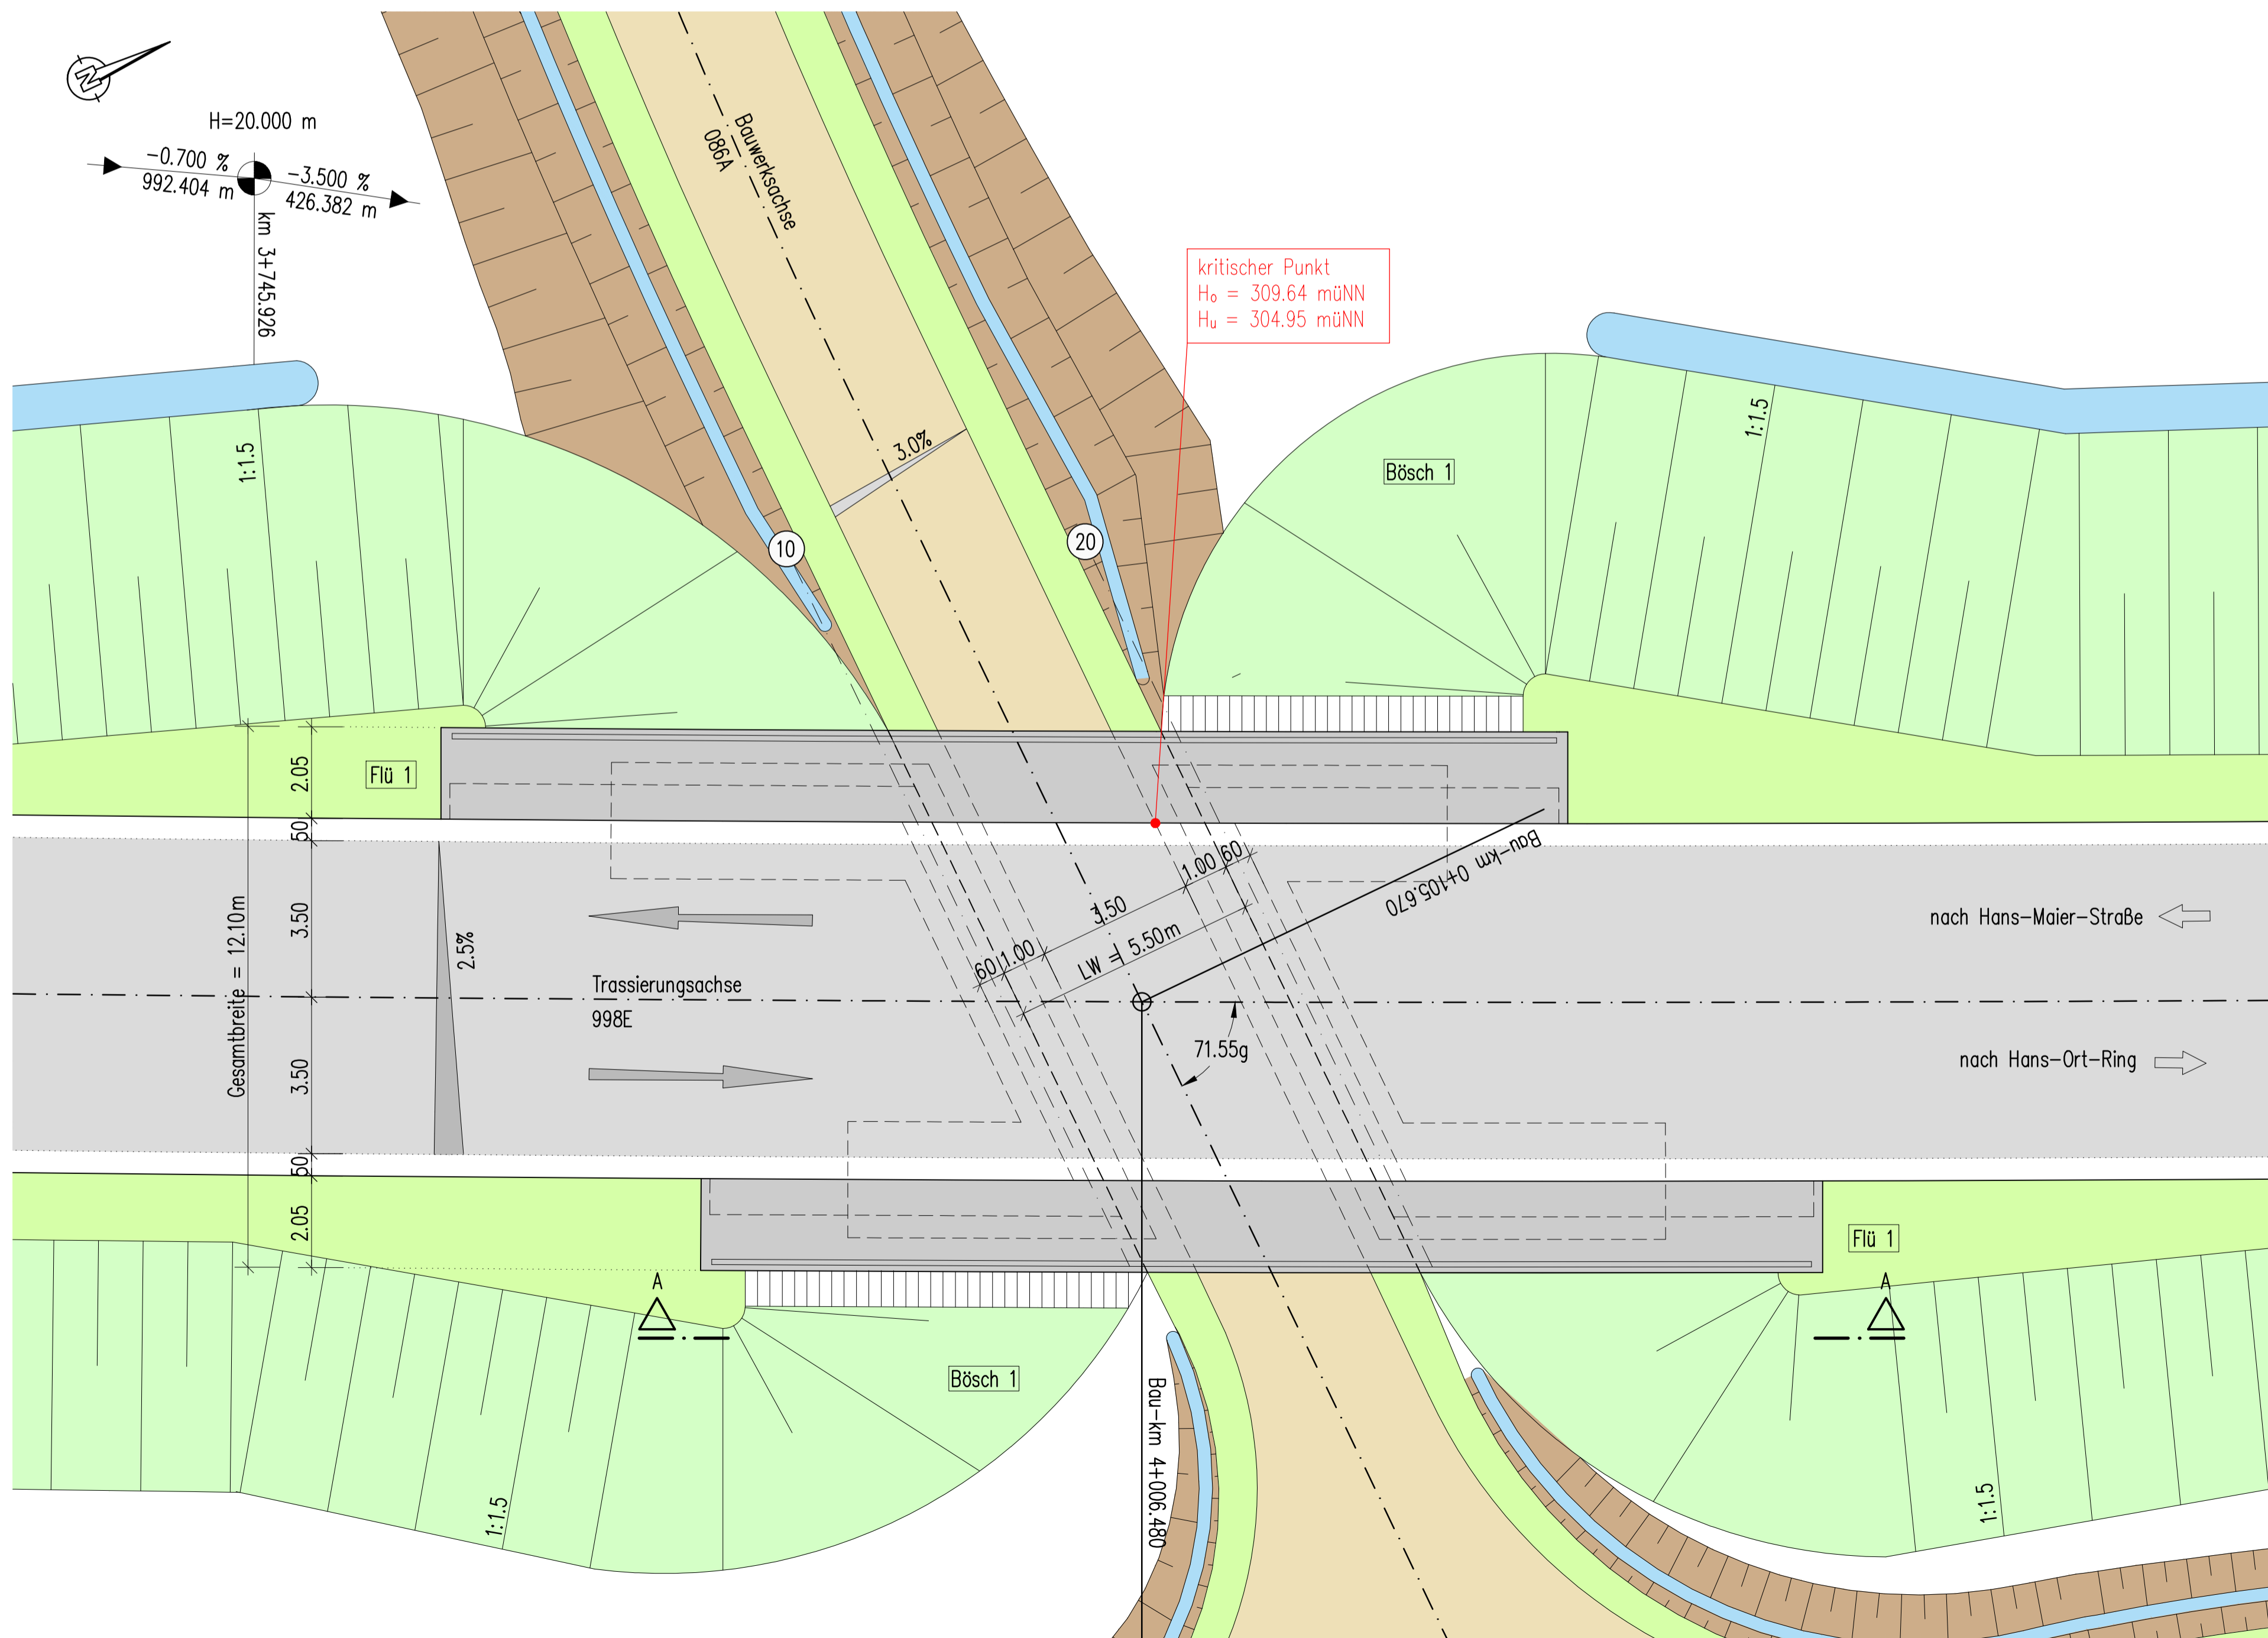 N
H=20.000 m
-0.700 %
992.404 m
-3.500 %
426.382 m
km 3+745.926
Bauwerksachse
086A
kritischer Punkt
Ho = 309.64 müNN
Hu = 304.95 müNN
3.0%
1:1.5
1:1.5
Bösch 1
10
20
Flü 1
2.05
50
3.50
3.50
50
2.05
Gesamtbreite = 12.10m
2.5%
Trassierungsachse
998E
60
1.00
3.50
1.00
60
LW = 5.50m
Bau-km 0+105.670
71.55g
nach Hans-Maier-Straße
nach Hans-Ort-Ring
Flü 1
A
A
Bösch 1
Bau-km 4+006.480
1:1.5
1:1.5